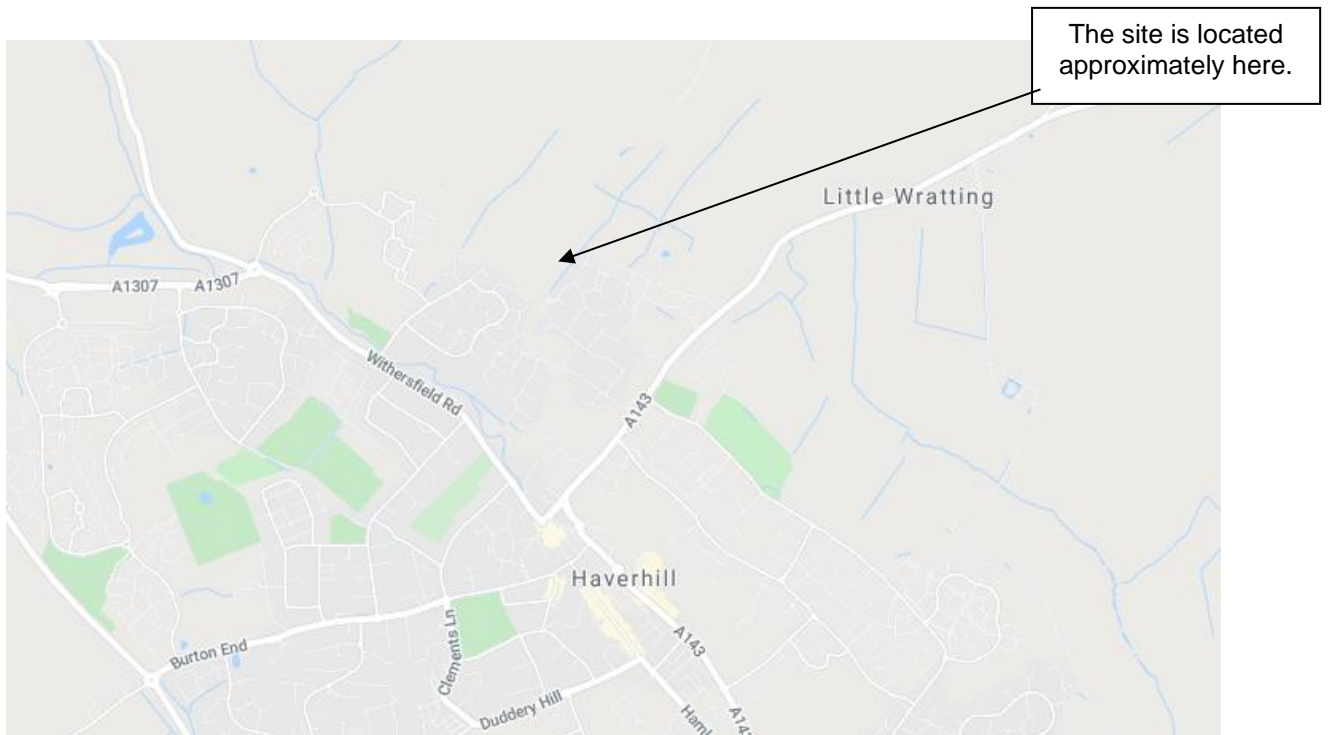 The site is located
approximately here.
Little Wratting
A1307
A1307
Withersfield Rd
A143
Haverhill
Clements Ln
A143
Burton End
Duddery Hill